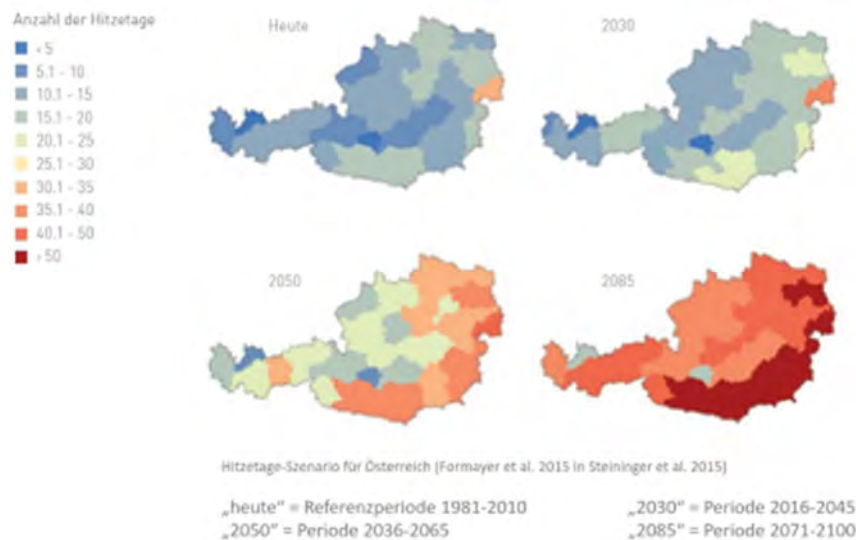 Anzahl der Hitzetage
‹ 5
5.1 - 10
10.1 - 15
15.1 - 20
20.1 - 25
25.1 - 30
30.1 - 35
35.1 - 40
40.1 - 50
› 50
Heute
2030
2050
2085
Hitzetage-Szenario für Österreich (Formayer et al. 2015 in Steininger et al. 2015)
„heute“ = Referenzperiode 1981-2010
„2030“ = Periode 2016-2045
„2050“ = Periode 2036-2065
„2085“ = Periode 2071-2100